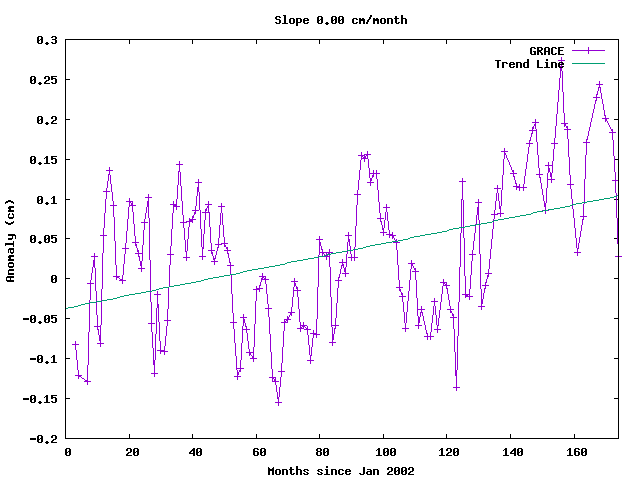 Slope 0.00 cm/month
GRACE
Trend Line
0.3
0.25
0.2
0.15
0.1
0.05
0
-0.05
-0.1
-0.15
-0.2
Anomaly (cm)
0 20 40 60 80 100 120 140 160
Months since Jan 2002